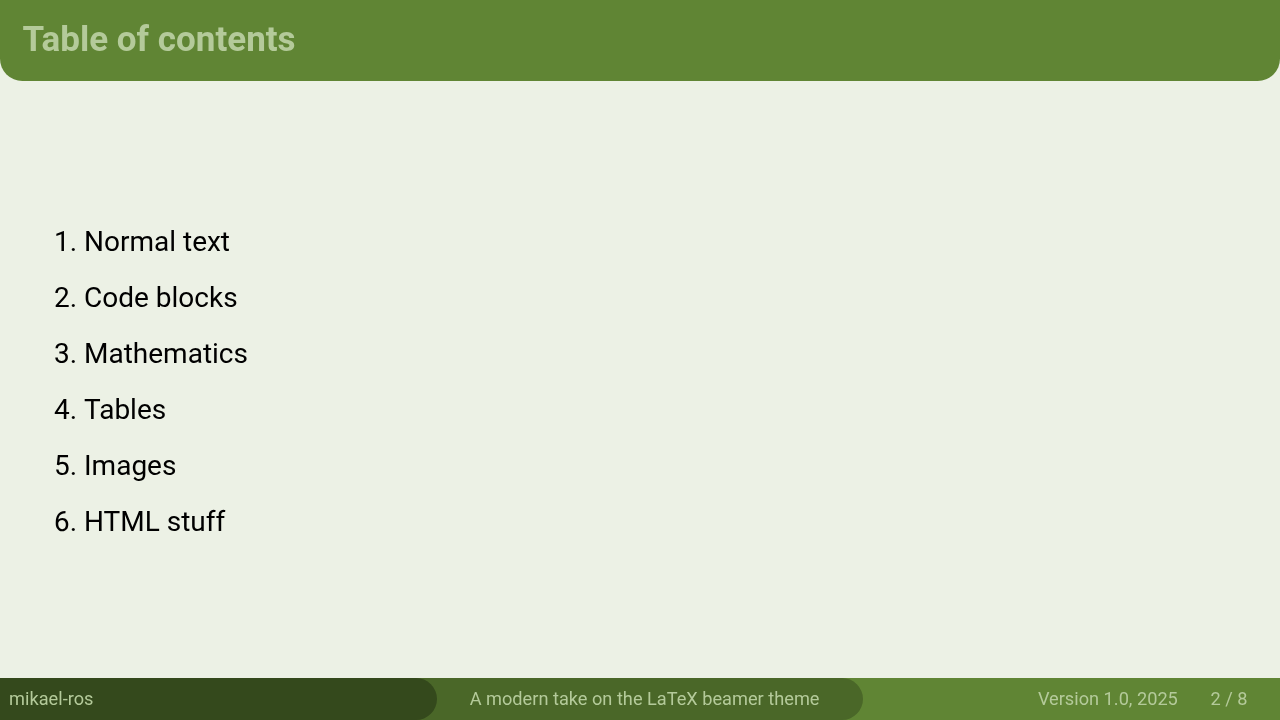 Table of contents
1. Normal text
2. Code blocks
3. Mathematics
4. Tables
5. Images
6. HTML stuff
mikael-ros
A modern take on the LaTeX beamer theme
Version 1.0, 2025
2 / 8